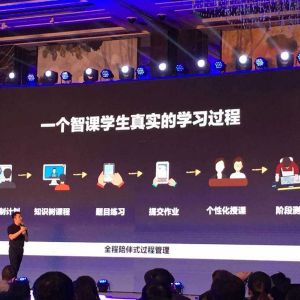 一个智课学生真实的学习过程
制计划
知识树课程
题目练习
提交作业
个性化授课
阶段测
全程陪伴式过程管理